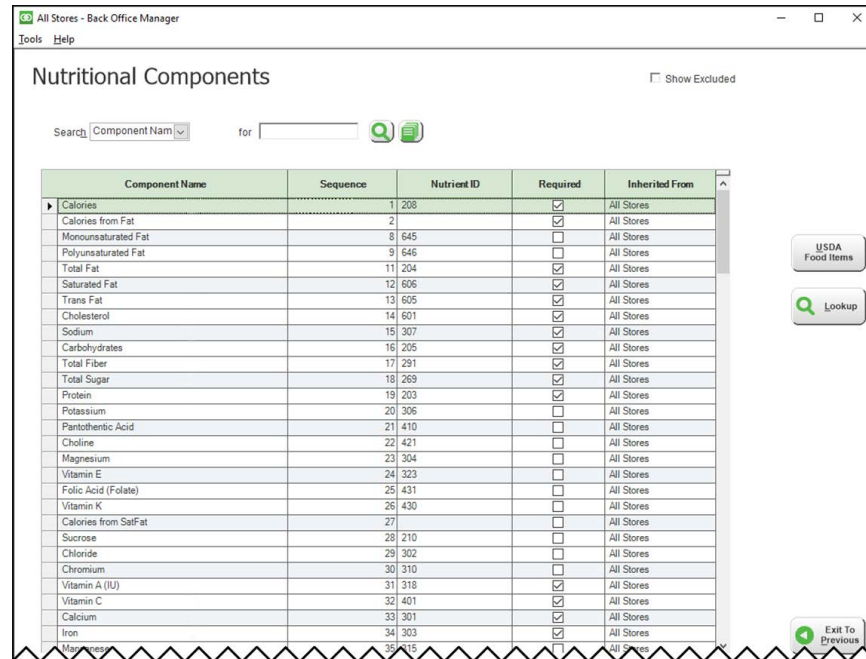 All Stores - Back Office Manager
Tools Help
Nutritional Components
Show Excluded
Search Component Nam for
Component Name Sequence Nutrient ID Required Inherited From
Calories 1 208 All Stores
Calories from Fat 2 All Stores
Monounsaturated Fat 8 645 All Stores
Polyunsaturated Fat 9 646 All Stores
Total Fat 11 204 All Stores
Saturated Fat 12 606 All Stores
Trans Fat 13 605 All Stores
Cholesterol 14 601 All Stores
Sodium 15 307 All Stores
Carbohydrates 16 205 All Stores
Total Fiber 17 291 All Stores
Total Sugar 18 269 All Stores
Protein 19 203 All Stores
Potassium 20 306 All Stores
Pantothentic Acid 21 410 All Stores
Choline 22 421 All Stores
Magnesium 23 304 All Stores
Vitamin E 24 323 All Stores
Folic Acid (Folate) 25 431 All Stores
Vitamin K 26 430 All Stores
Calories from SatFat 27 All Stores
Sucrose 28 210 All Stores
Chloride 29 302 All Stores
Chromium 30 310 All Stores
Vitamin A (IU) 31 318 All Stores
Vitamin C 32 401 All Stores
Calcium 33 301 All Stores
Iron 34 303 All Stores
Manganese 35 315 All Stores
USDA
Food Items
Lookup
Exit To
Previous